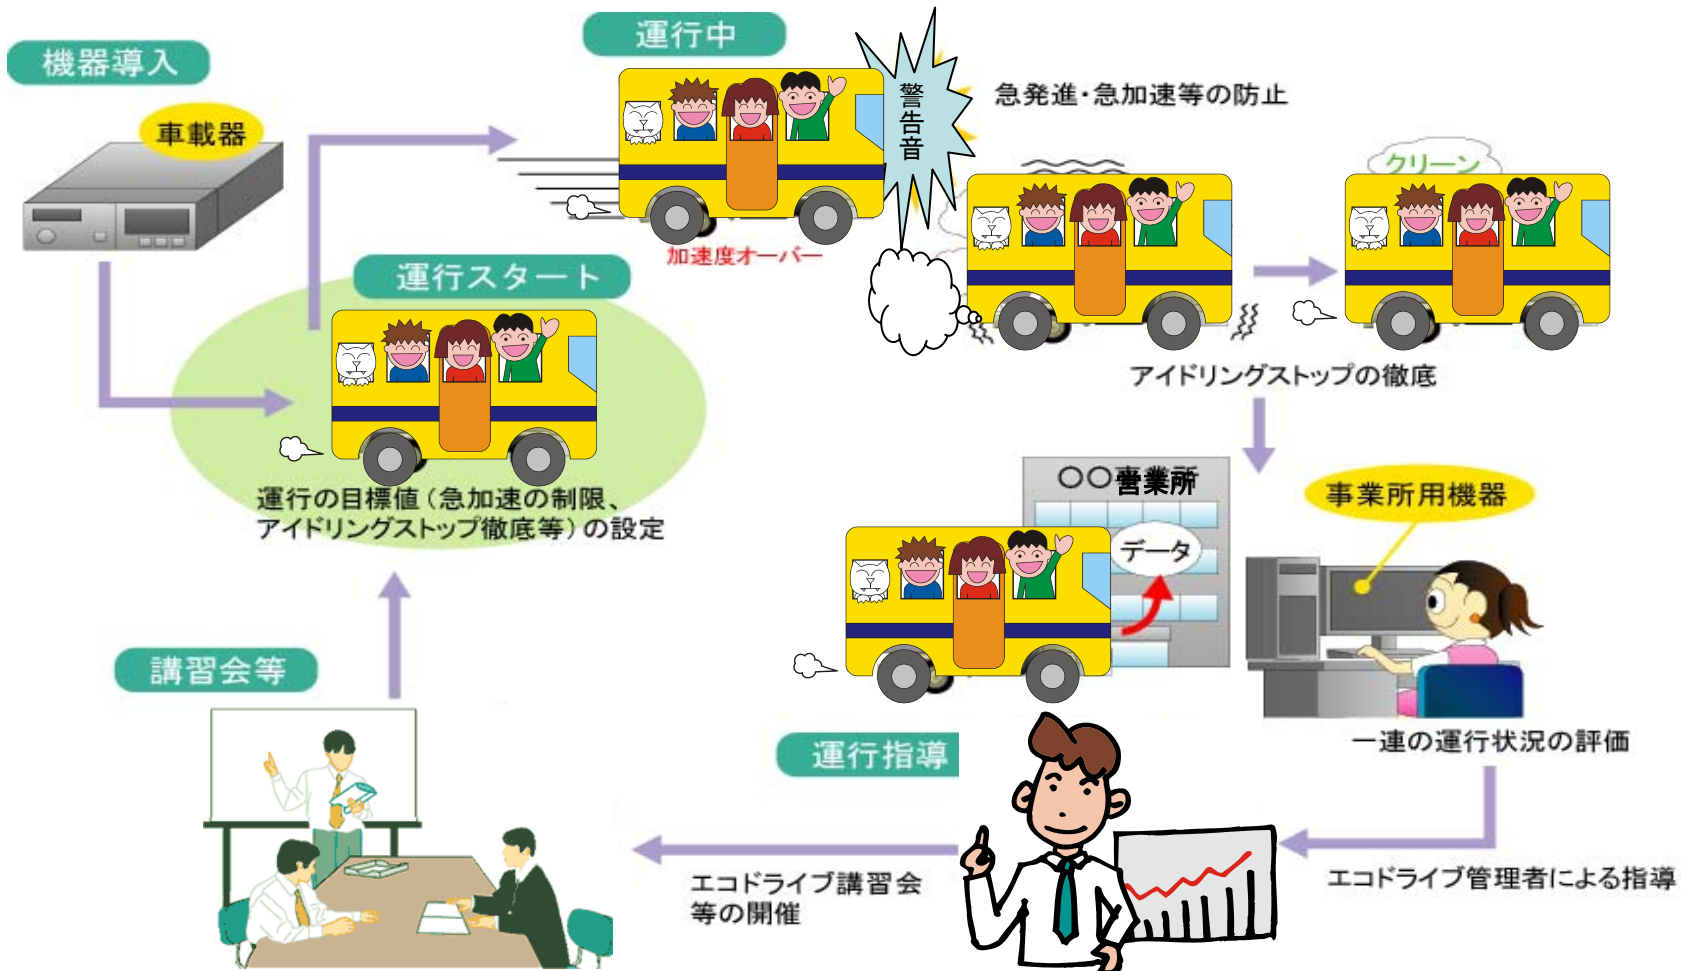 機器導入
車載器
運行中
警告音
加速度オーバー
急発進・急加速等の防止
クリーン
アイドリングストップの徹底
運行スタート
運行の目標値(急加速の制限、
アイドリングストップ徹底等)の設定
〇〇営業所
データ
事業所用機器
一連の運行状況の評価
エコドライブ管理者による指導
運行指導
エコドライブ講習会
等の開催
講習会等